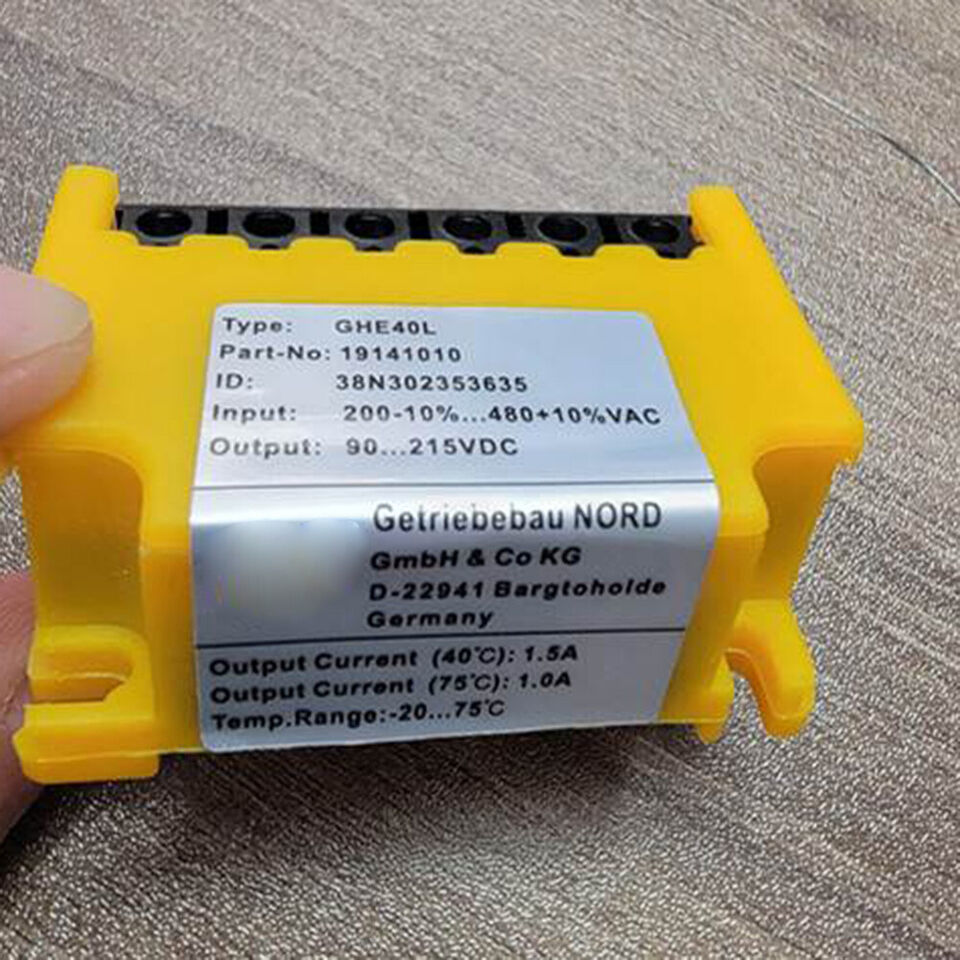 Type: GHE40L
Part-No: 19141010
ID: 38N302353635
Input: 200-10%...480+10%VAC
Output: 90...215VDC
Getriebebau NORD
GmbH & Co KG
D-22941 Bargtoholde
Germany
Output Current (40℃): 1.5A
Output Current (75℃): 1.0A
Temp.Range:-20...75℃